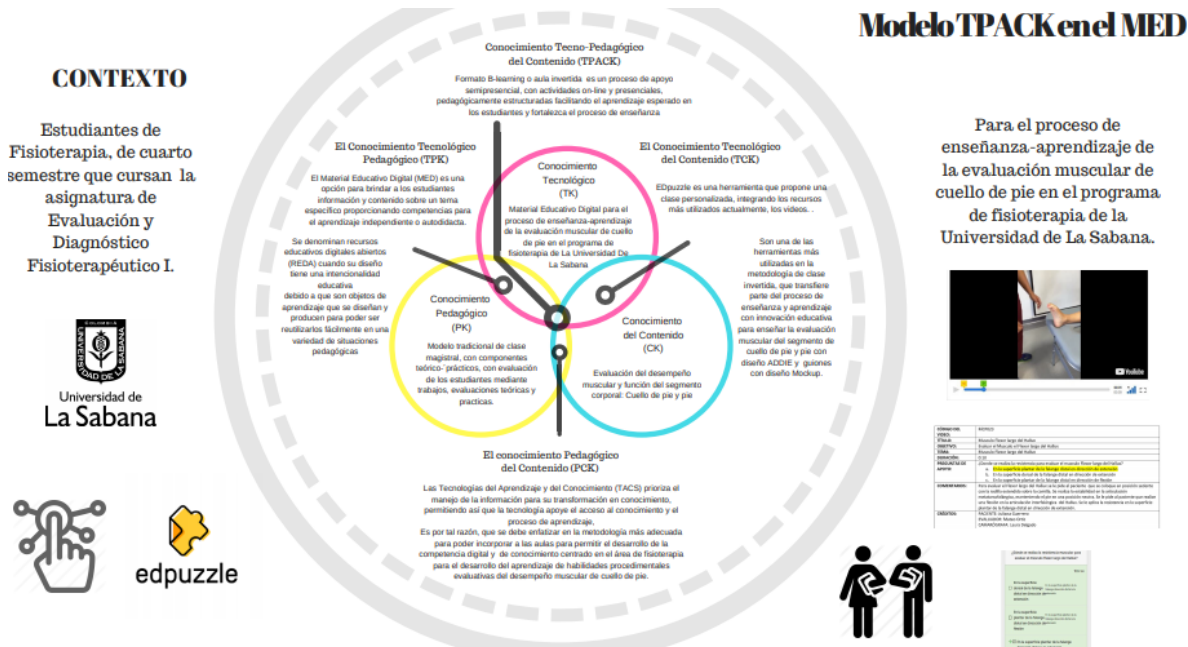 Modelo TPACK en el MED
CONTEXTO
Estudiantes de
Fisioterapia, de cuarto
semestre que cursan la
asignatura de
Evaluación y
Diagnóstico
Fisioterapéutico I.
COLOMBIA
UNIVERSIDAD DE LA SABANA
Universidad de
La Sabana
edpuzzle
Conocimiento Tecno-Pedagógico
del Contenido (TPACK)
Formato B-learning o aula invertida es un proceso de apoyo
semipresencial, con actividades on-line y presenciales,
pedagógicamente estructuradas facilitando el aprendizaje esperado en
los estudiantes y fortalezca el proceso de enseñanza
El Conocimiento Tecnológico
Pedagógico (TPK)
El Material Educativo Digital (MED) es una
opción para brindar a los estudiantes
información y contenido sobre un tema
específico proporcionando competencias para
el aprendizaje independiente o autodidacta.
Se denominan recursos
educativos digitales abiertos
(REDA) cuando su diseño
tiene una intencionalidad
educativa
debido a que son objetos de
aprendizaje que se diseñan y
producen para poder ser
reutilizarlos fácilmente en una
variedad de situaciones
pedagógicas
Conocimiento
Tecnológico
(TK)
Material Educativo Digital para el
proceso de enseñanza-aprendizaje
de la evaluación muscular de cuello
de pie en el programa de
fisioterapia de La Universidad De
La Sabana
El Conocimiento Tecnológico
del Contenido (TCK)
EDpuzzle es una herramienta que propone una
clase personalizada, integrando los recursos
más utilizados actualmente, los videos. .
Son una de las
herramientas más
utilizadas en la
metodología de clase
invertida, que transfiere
parte del proceso de
enseñanza y aprendizaje
con innovación educativa
para enseñar la evaluación
muscular del segmento de
cuello de pie y pie con
diseño ADDIE y guiones
con diseño Mockup.
Conocimiento
Pedagógico
(PK)
Modelo tradicional de clase
magistral, con componentes
teórico-´prácticos, con evaluación
de los estudiantes mediante
trabajos, evaluaciones teóricas y
practicas.
Conocimiento
del Contenido
(CK)
Evaluación del desempeño
muscular y función del segmento
corporal: Cuello de pie y pie
El conocimiento Pedagógico
del Contenido (PCK)
Las Tecnologías del Aprendizaje y del Conocimiento (TACS) prioriza el
manejo de la información para su transformación en conocimiento,
permitiendo así que la tecnología apoye el acceso al conocimiento y el
proceso de aprendizaje,
Es por tal razón, que se debe enfatizar en la metodología más adecuada
para poder incorporar a las aulas para permitir el desarrollo de la
competencia digital y de conocimiento centrado en el área de fisioterapia
para el desarrollo del aprendizaje de habilidades procedimentales
evaluativas del desempeño muscular de cuello de pie.
Para el proceso de
enseñanza-aprendizaje de
la evaluación muscular de
cuello de pie en el programa
de fisioterapia de la
Universidad de La Sabana.
YouTube